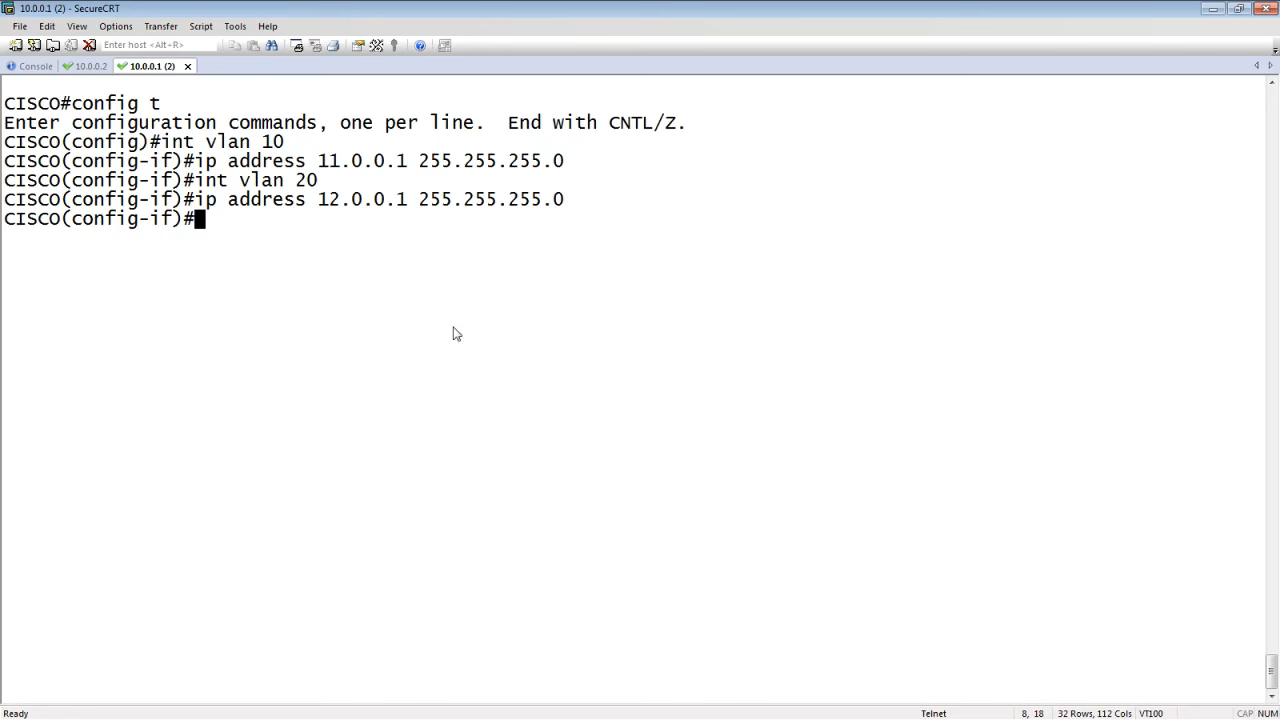 10.0.0.1 (2) - SecureCRT
File Edit View Options Transfer Script Tools Help
Enter host <Alt+R>
Console 10.0.0.2 10.0.0.1 (2)
CISCO#config t
Enter configuration commands, one per line.  End with CNTL/Z.
CISCO(config)#int vlan 10
CISCO(config-if)#ip address 11.0.0.1 255.255.255.0
CISCO(config-if)#int vlan 20
CISCO(config-if)#ip address 12.0.0.1 255.255.255.0
CISCO(config-if)#
Ready Telnet 8, 18 32 Rows, 112 Cols VT100 CAP NUM